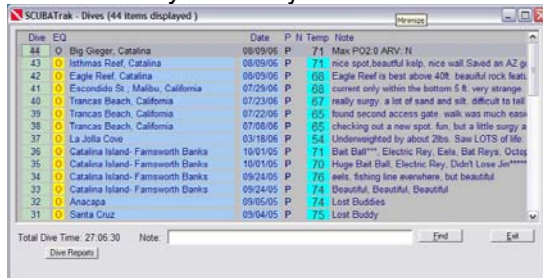 SCUBATrak - Dives (44 items displayed )
Minimize
Dive EQ Date P N Temp Note
44 O Big Gieger, Catalina 08/09/06 P 71 Max PO2:0 ARV: N
43 O Isthmas Reef, Catalina 08/09/06 P 71 nice spot,beautful kelp, nice wall.Saved an AZ
42 O Eagle Reef, Catalina 08/09/06 P 68 Eagle Reef is best above 40ft. beauiful rock
41 O Escondido St.; Malibu, California 07/29/06 P 68 current only within the bottom 5 ft. very strange.
40 O Trancas Beach, California 07/23/06 P 67 really surgy. a lot of sand and silt. difficult to tell
39 O Trancas Beach, California 07/22/06 P 65 found second access gate. walk was much
38 O Trancas Beach, California 07/08/06 P 65 checking out a new spot. fun, but a little surgy a
37 O La Jolla Cove 03/18/06 P 54 Underweighted by about 2lbs. Saw LOTS of life.
36 O Catalina Island- Farnsworth Banks 10/01/05 P 71 Bait Ball***, Electric Rey, Eels, Bat Reys,
35 O Catalina Island- Farnsworth Banks 10/01/05 P 70 Huge Bait Ball, Electric Rey, Didn't Lose Jin*****
34 O Catalina Island- Farnsworth Banks 09/24/05 P 76 eels, fishing line everwhere, but beautiful
33 O Catalina Island- Farnsworth Banks 09/24/05 P 74 Beautiful, Beautiful, Beautiful
32 O Anacapa 09/05/05 P 74 Lost Buddies
31 O Santa Cruz 09/04/05 P 75 Lost Buddy
Total Dive Time: 27:06:30 Note: Find Exit
Dive Reports